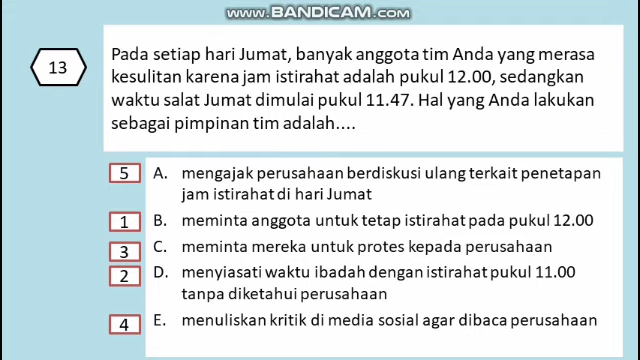 www.BANDICAM.com
13
Pada setiap hari Jumat, banyak anggota tim Anda yang merasa
kesulitan karena jam istirahat adalah pukul 12.00, sedangkan
waktu salat Jumat dimulai pukul 11.47. Hal yang Anda lakukan
sebagai pimpinan tim adalah....
5 A. mengajak perusahaan berdiskusi ulang terkait penetapan
jam istirahat di hari Jumat
1 B. meminta anggota untuk tetap istirahat pada pukul 12.00
3 C. meminta mereka untuk protes kepada perusahaan
2 D. menyiasati waktu ibadah dengan istirahat pukul 11.00
tanpa diketahui perusahaan
4 E. menuliskan kritik di media sosial agar dibaca perusahaan